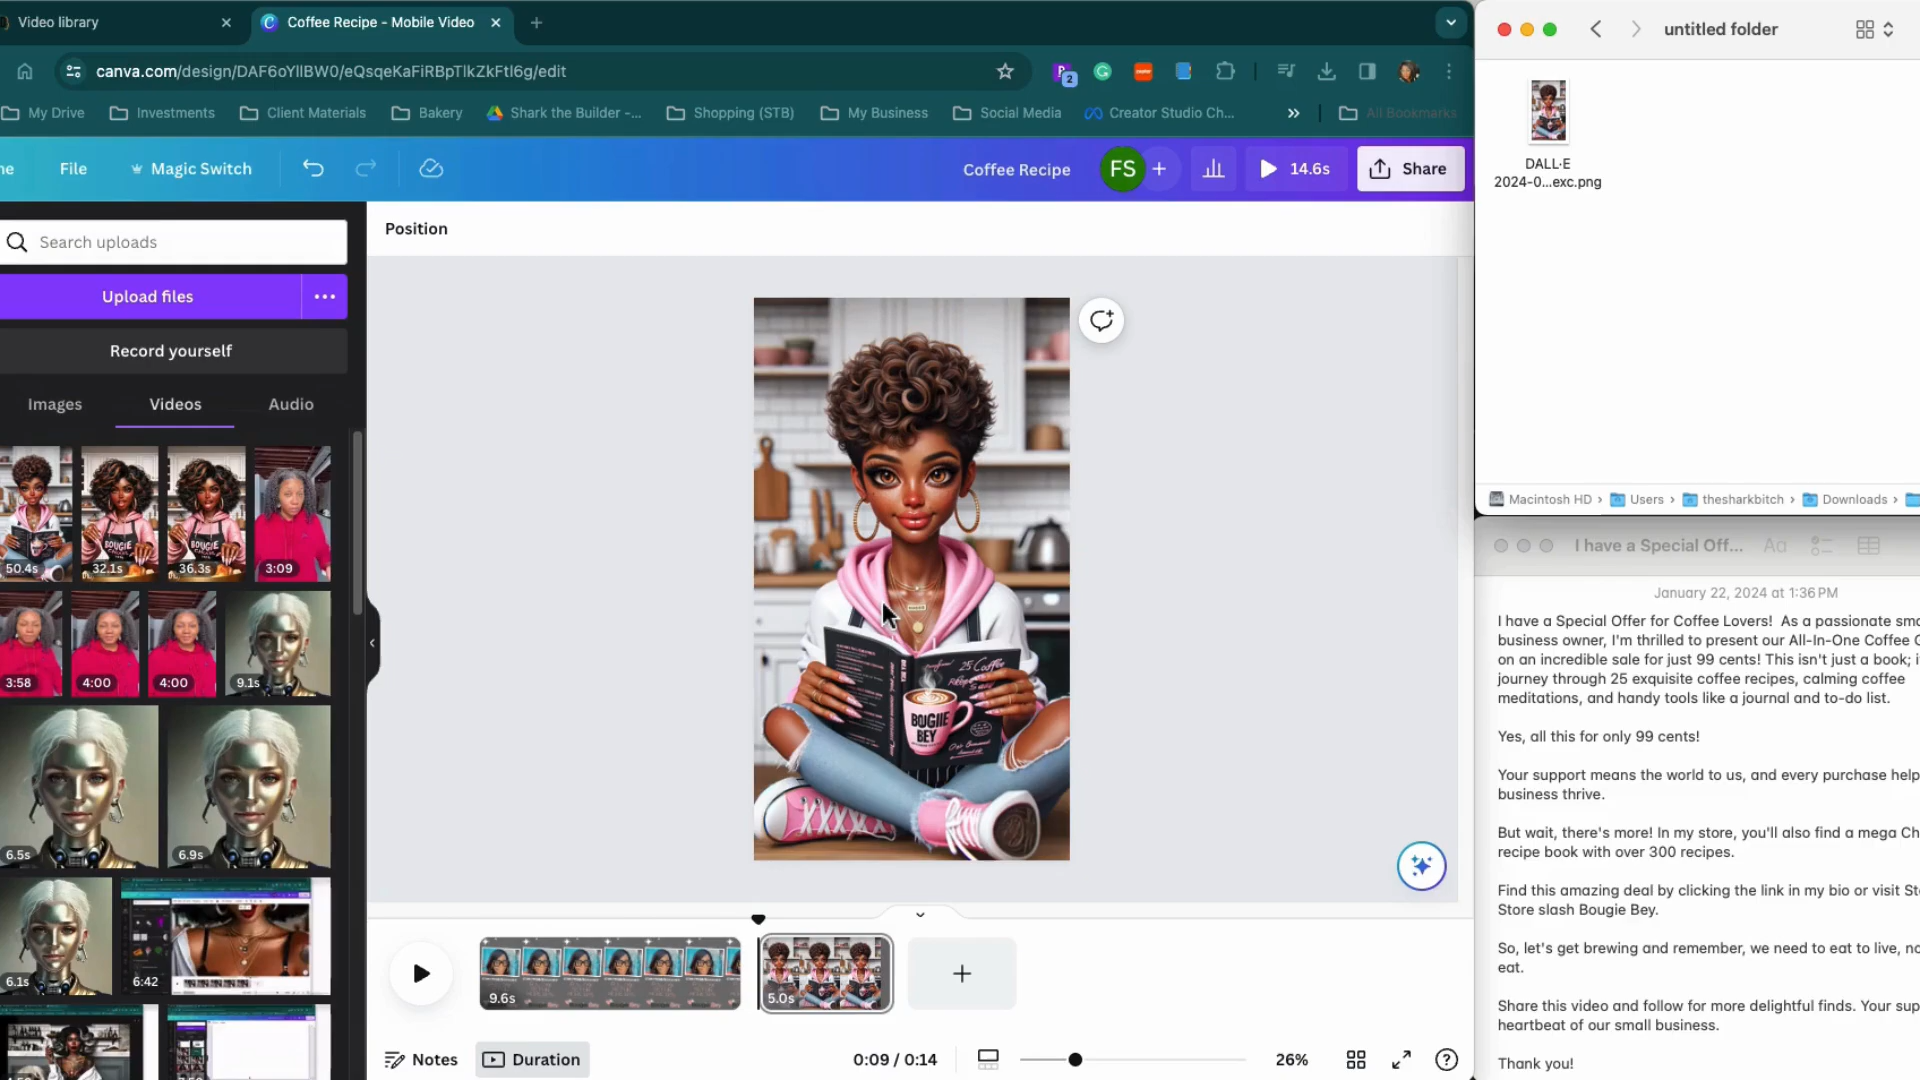 Video library
Coffee Recipe - Mobile Video
canva.com/design/DAF6oYIlBW0/eQsqeKaFiRBpTlkZkFtI6g/edit
2
My Drive
Investments
Client Materials
Bakery
Shark the Builder -...
Shopping (STB)
My Business
Social Media
Creator Studio Ch...
All Bookmarks
ne
File
Magic Switch
Coffee Recipe
FS
14.6s
Share
Search uploads
Upload files
Record yourself
Images
Videos
Audio
50.4s
32.1s
36.3s
3:09
3:58
4:00
4:00
9.1s
6.5s
6.9s
6.1s
6:42
Position
25 Coffee
BOUGIIE
BEY
9.6s
5.0s
Notes
Duration
0:09 / 0:14
26%
untitled folder
DALL·E
2024-0...exc.png
Macintosh HD
Users
thesharkbitch
Downloads
I have a Special Off...
Aa
January 22, 2024 at 1:36 PM
I have a Special Offer for Coffee Lovers! As a passionate sma
business owner, I'm thrilled to present our All-In-One Coffee G
on an incredible sale for just 99 cents! This isn't just a book; i
journey through 25 exquisite coffee recipes, calming coffee
meditations, and handy tools like a journal and to-do list.
Yes, all this for only 99 cents!
Your support means the world to us, and every purchase help
business thrive.
But wait, there's more! In my store, you'll also find a mega Ch
recipe book with over 300 recipes.
Find this amazing deal by clicking the link in my bio or visit St
Store slash Bougie Bey.
So, let's get brewing and remember, we need to eat to live, no
eat.
Share this video and follow for more delightful finds. Your sup
heartbeat of our small business.
Thank you!